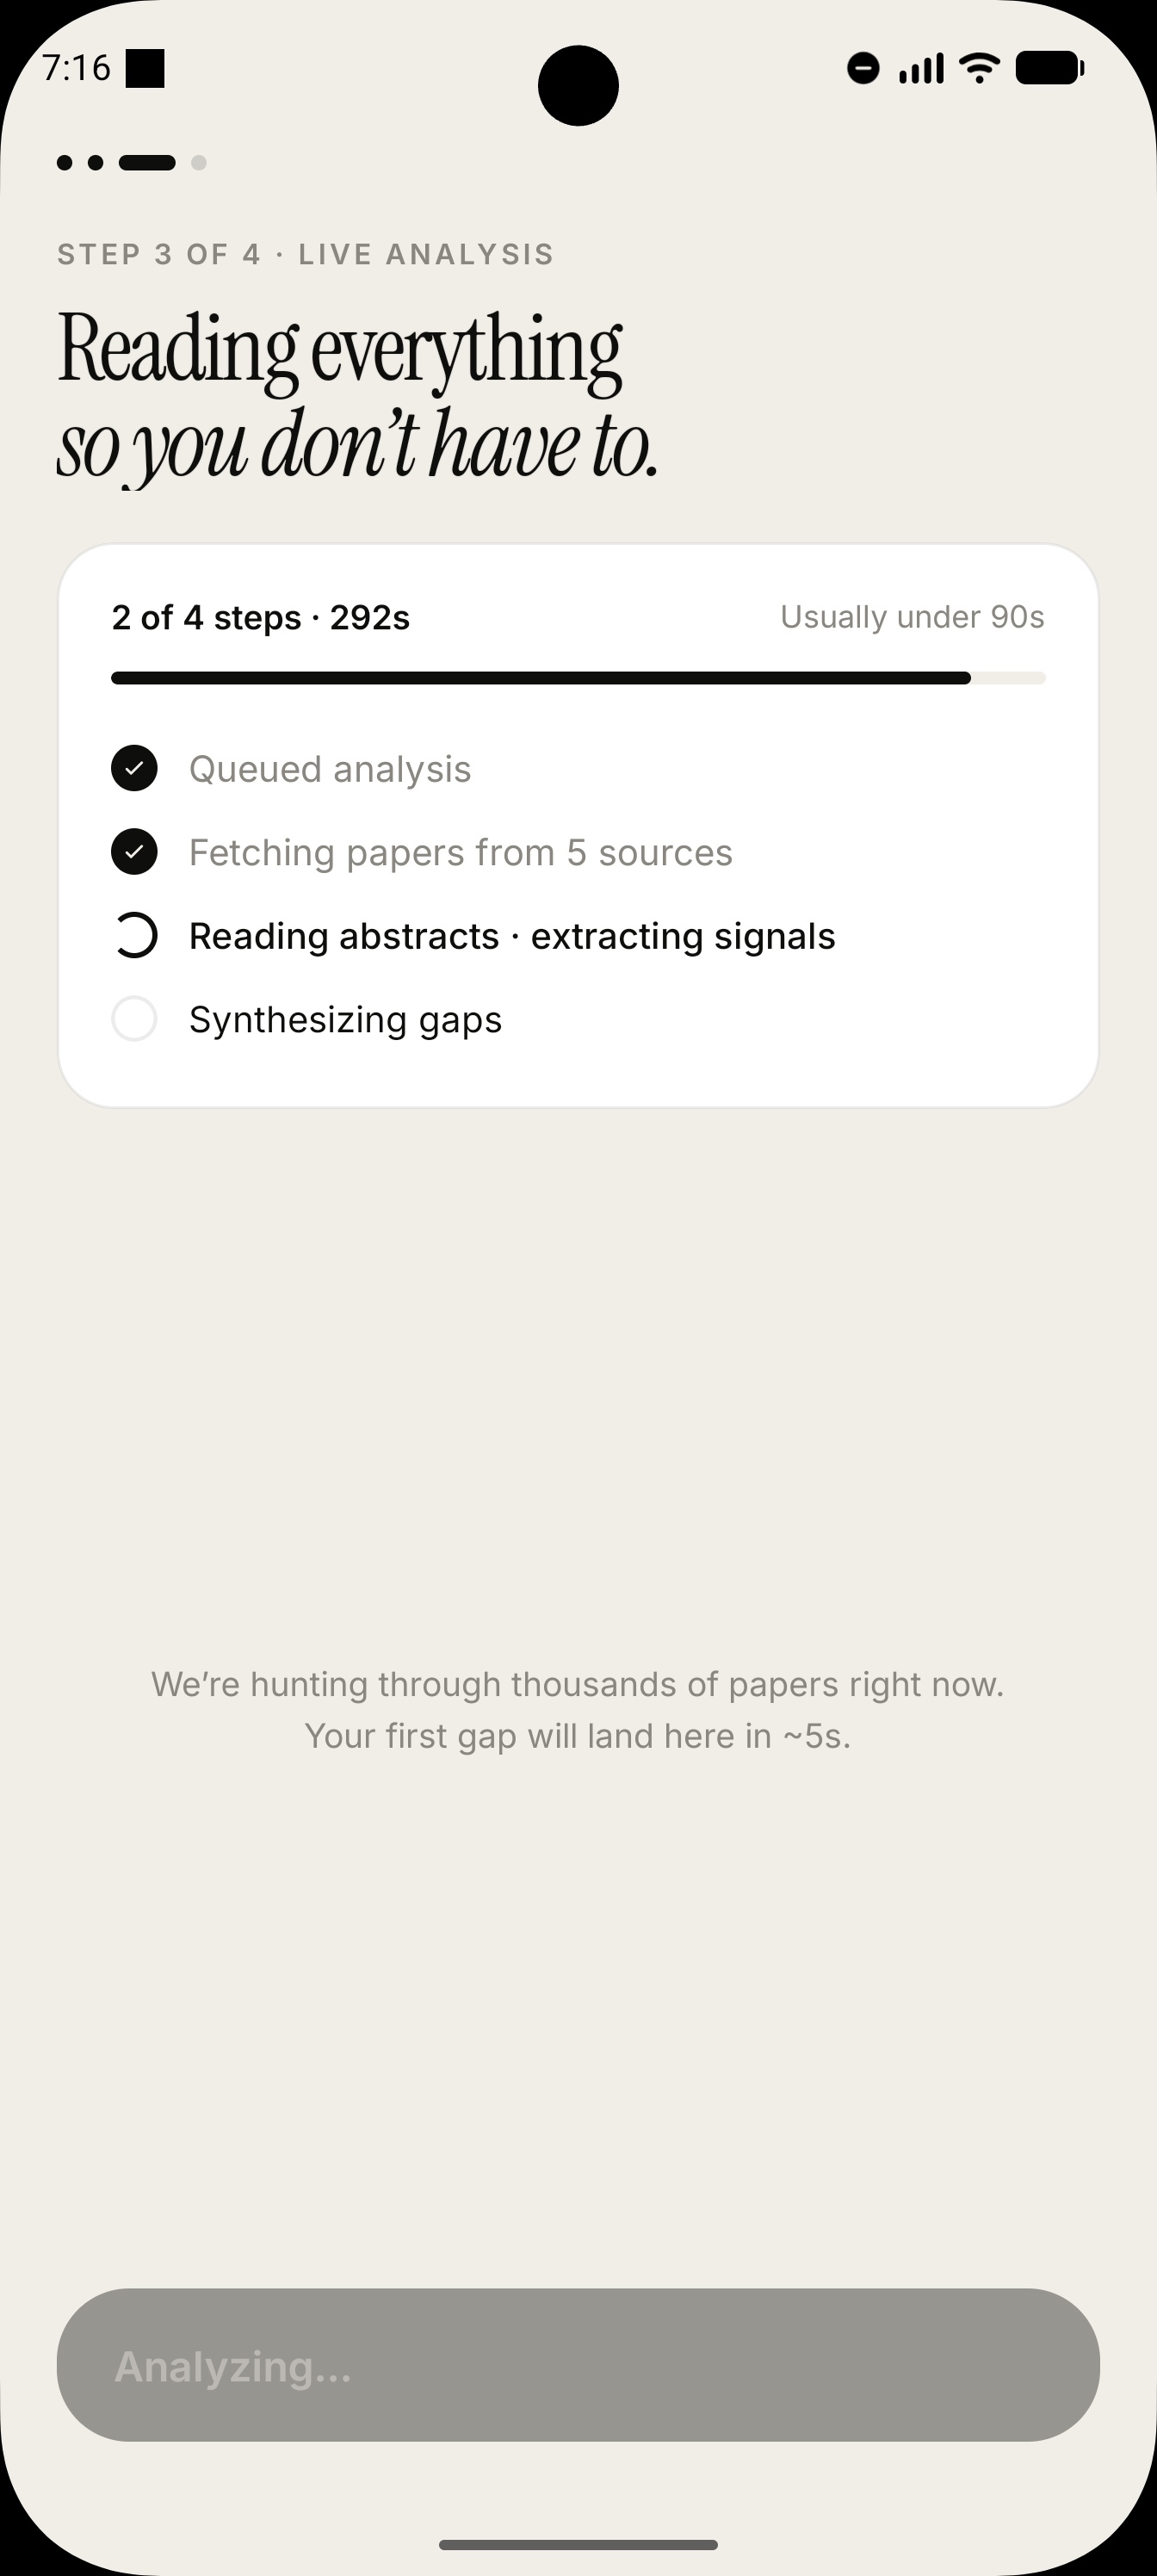 7:16
STEP 3 OF 4 · LIVE ANALYSIS
Reading everything
so you don’t have to.
2 of 4 steps · 292s
Usually under 90s
Queued analysis
Fetching papers from 5 sources
Reading abstracts · extracting signals
Synthesizing gaps
We’re hunting through thousands of papers right now.
Your first gap will land here in ~5s.
Analyzing...